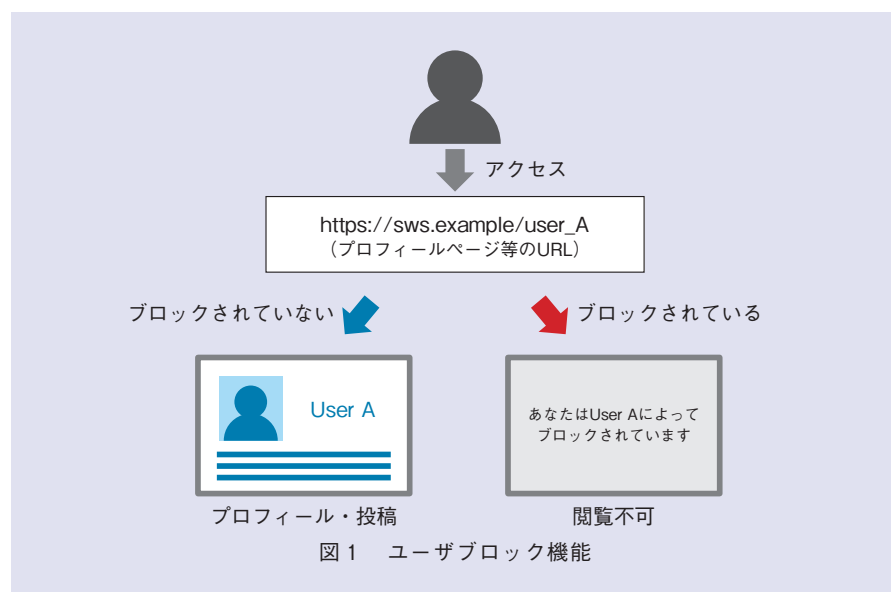 アクセス
https://sws.example/user_A
（プロフィールページ等のURL）
ブロックされていない
ブロックされている
User A
あなたはUser Aによって
ブロックされています
プロフィール・投稿
閲覧不可
図1　ユーザブロック機能